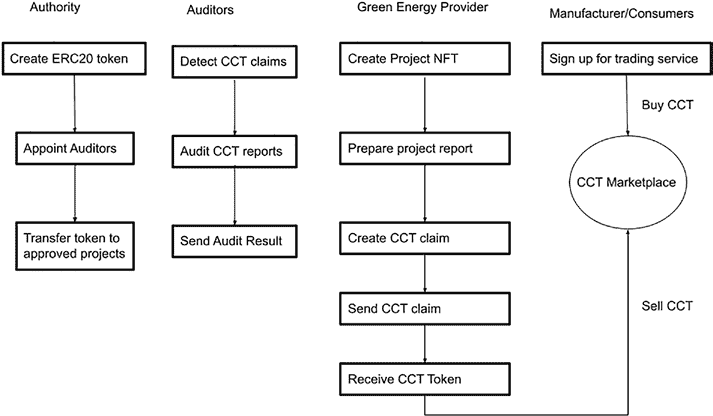 Authority
Create ERC20 token
Appoint Auditors
Transfer token to
approved projects
Auditors
Detect CCT claims
Audit CCT reports
Send Audit Result
Green Energy Provider
Create Project NFT
Prepare project report
Create CCT claim
Send CCT claim
Receive CCT Token
Manufacturer/Consumers
Sign up for trading service
Buy CCT
CCT Marketplace
Sell CCT